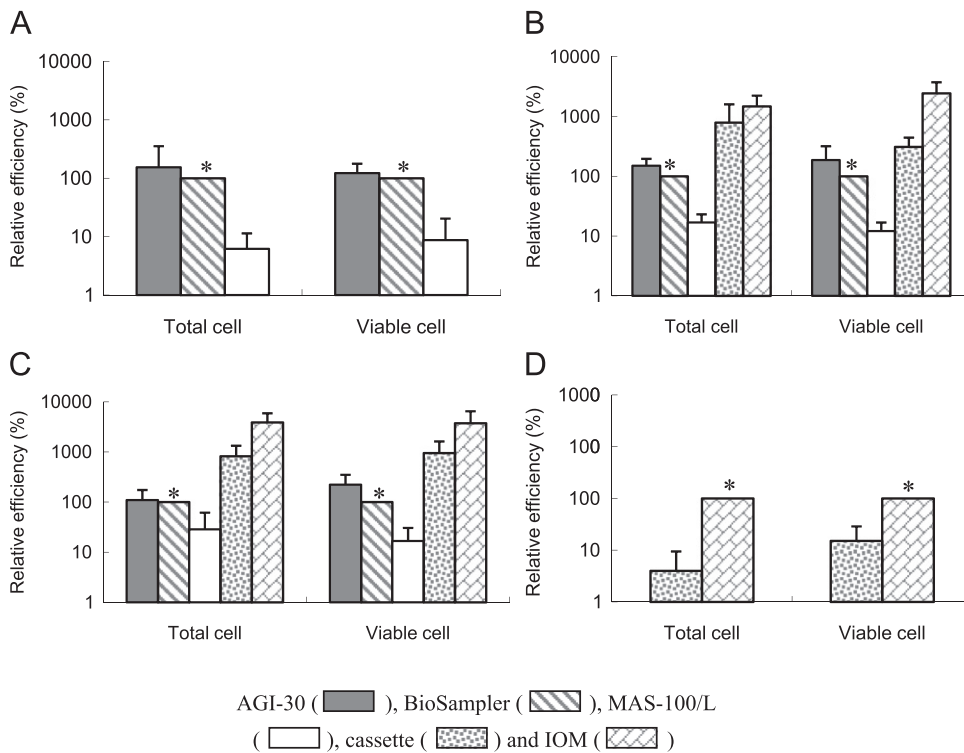 A
Relative efficiency (%)
10000
1000
100
10
1
*
*
Total cell
Viable cell
B
Relative efficiency (%)
10000
1000
100
10
1
*
*
Total cell
Viable cell
C
Relative efficiency (%)
10000
1000
100
10
1
*
*
Total cell
Viable cell
D
Relative efficiency (%)
1000
100
100
10
1
*
*
Total cell
Viable cell
AGI-30 ( ), BioSampler ( ), MAS-100/L
( ), cassette ( ) and IOM ( )